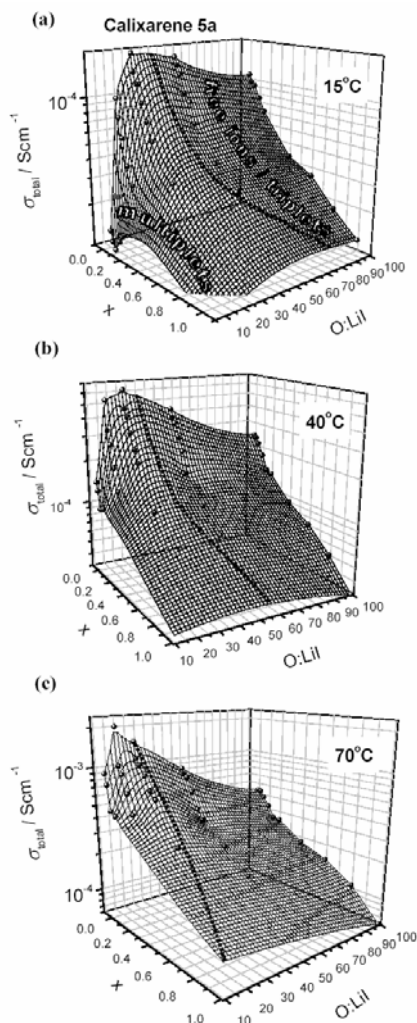 (a)
Calixarene 5a
15°C
free ions / triplets
multiplets
10⁻⁴
σtotal / Scm⁻¹
0.0
0.2
0.4
0.6
0.8
1.0
x
10
20
30
40
50
60
70
80
90
100
O:LiI
(b)
40°C
10⁻⁴
σtotal / Scm⁻¹
0.0
0.2
0.4
0.6
0.8
1.0
x
10
20
30
40
50
60
70
80
90
100
O:LiI
(c)
70°C
10⁻³
10⁻⁴
σtotal / Scm⁻¹
0.0
0.2
0.4
0.6
0.8
1.0
x
10
20
30
40
50
60
70
80
90
100
O:LiI